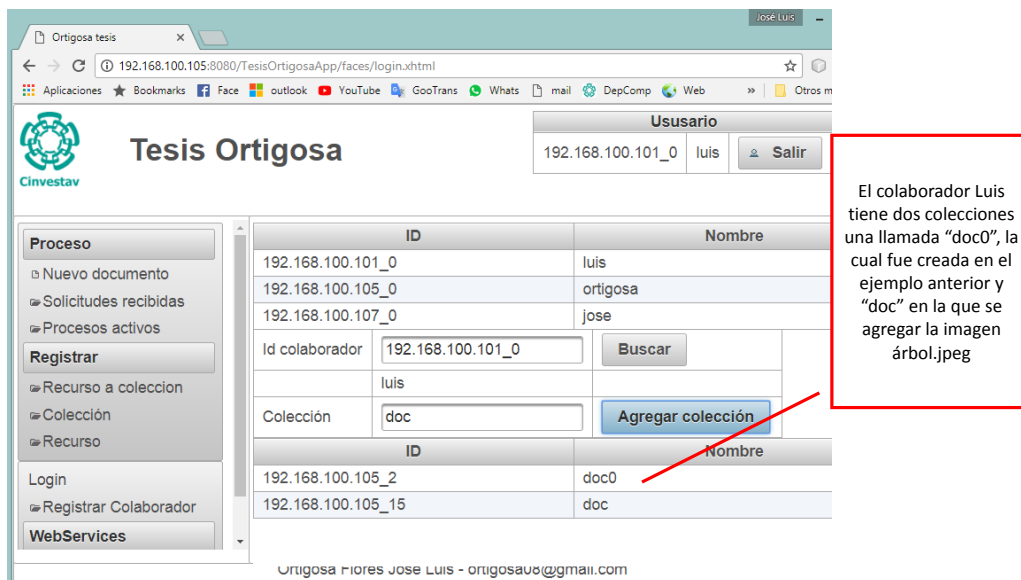 José Luis
Ortigosa tesis
192.168.100.105:8080/TesisOrtigosaApp/faces/login.xhtml
Aplicaciones Bookmarks Face outlook YouTube GooTrans Whats mail DepComp Web » Otros m
Cinvestav
Tesis Ortigosa
Ususario
192.168.100.101_0 luis Salir
Proceso
Nuevo documento
Solicitudes recibidas
Procesos activos
Registrar
Recurso a coleccion
Colección
Recurso
Login
Registrar Colaborador
WebServices
ID Nombre
192.168.100.101_0 luis
192.168.100.105_0 ortigosa
192.168.100.107_0 jose
Id colaborador 192.168.100.101_0 Buscar
luis
Colección doc Agregar colección
ID Nombre
192.168.100.105_2 doc0
192.168.100.105_15 doc
Ortigosa Flores José Luis - ortigosa08@gmail.com
El colaborador Luis
tiene dos colecciones
una llamada “doc0”, la
cual fue creada en el
ejemplo anterior y
“doc” en la que se
agregar la imagen
árbol.jpeg